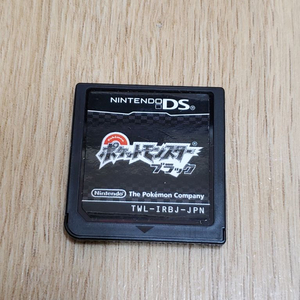 NINTENDO DS
ポケットモンスター
ブラック
Nintendo The Pokémon Company
TWL-IRBJ-JPN